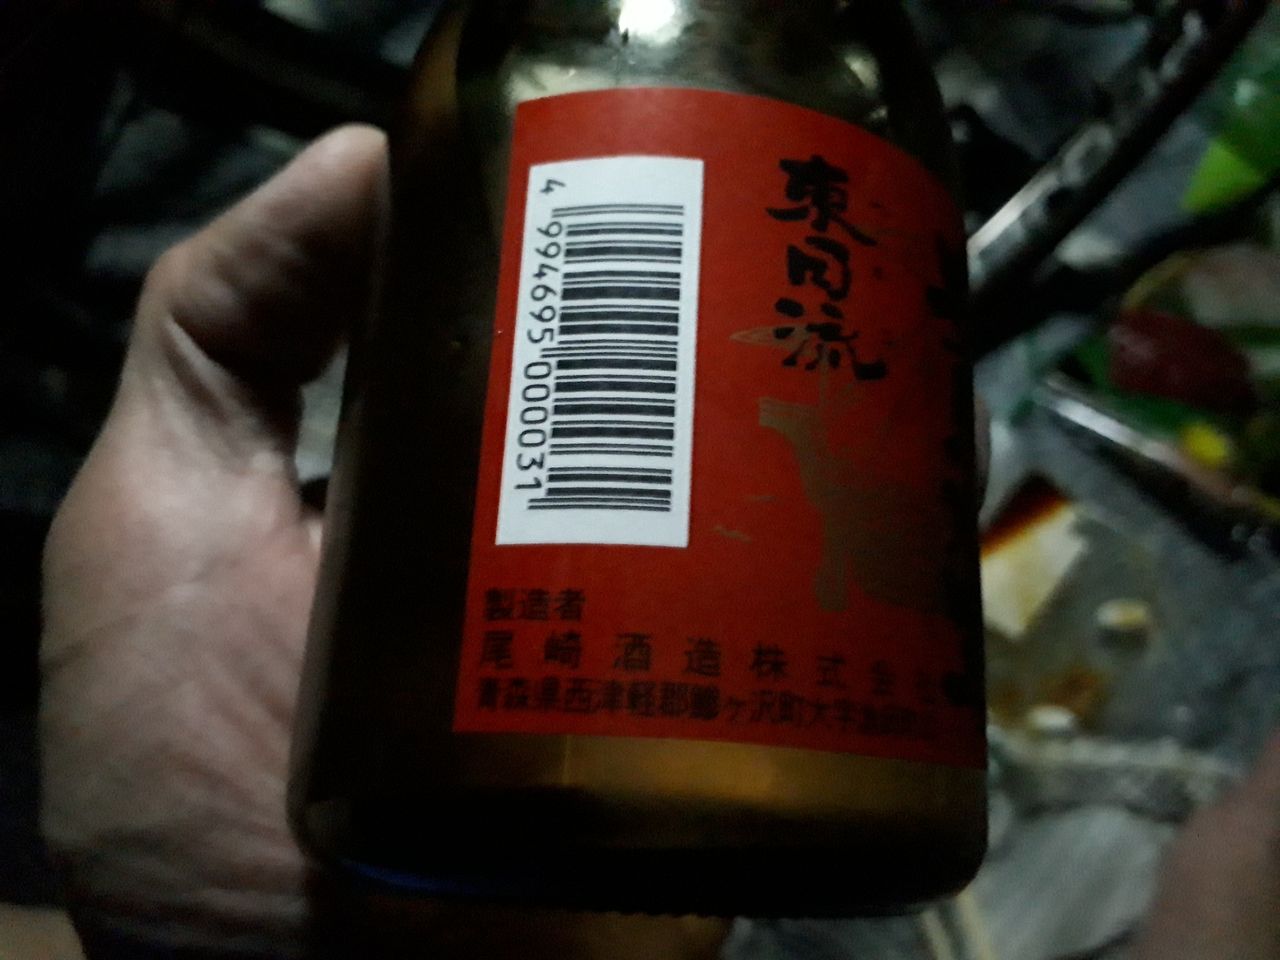 4 994695 000031
東日流
製造者
尾崎酒造株式会社
青森県西津軽郡鰺ヶ沢町大字